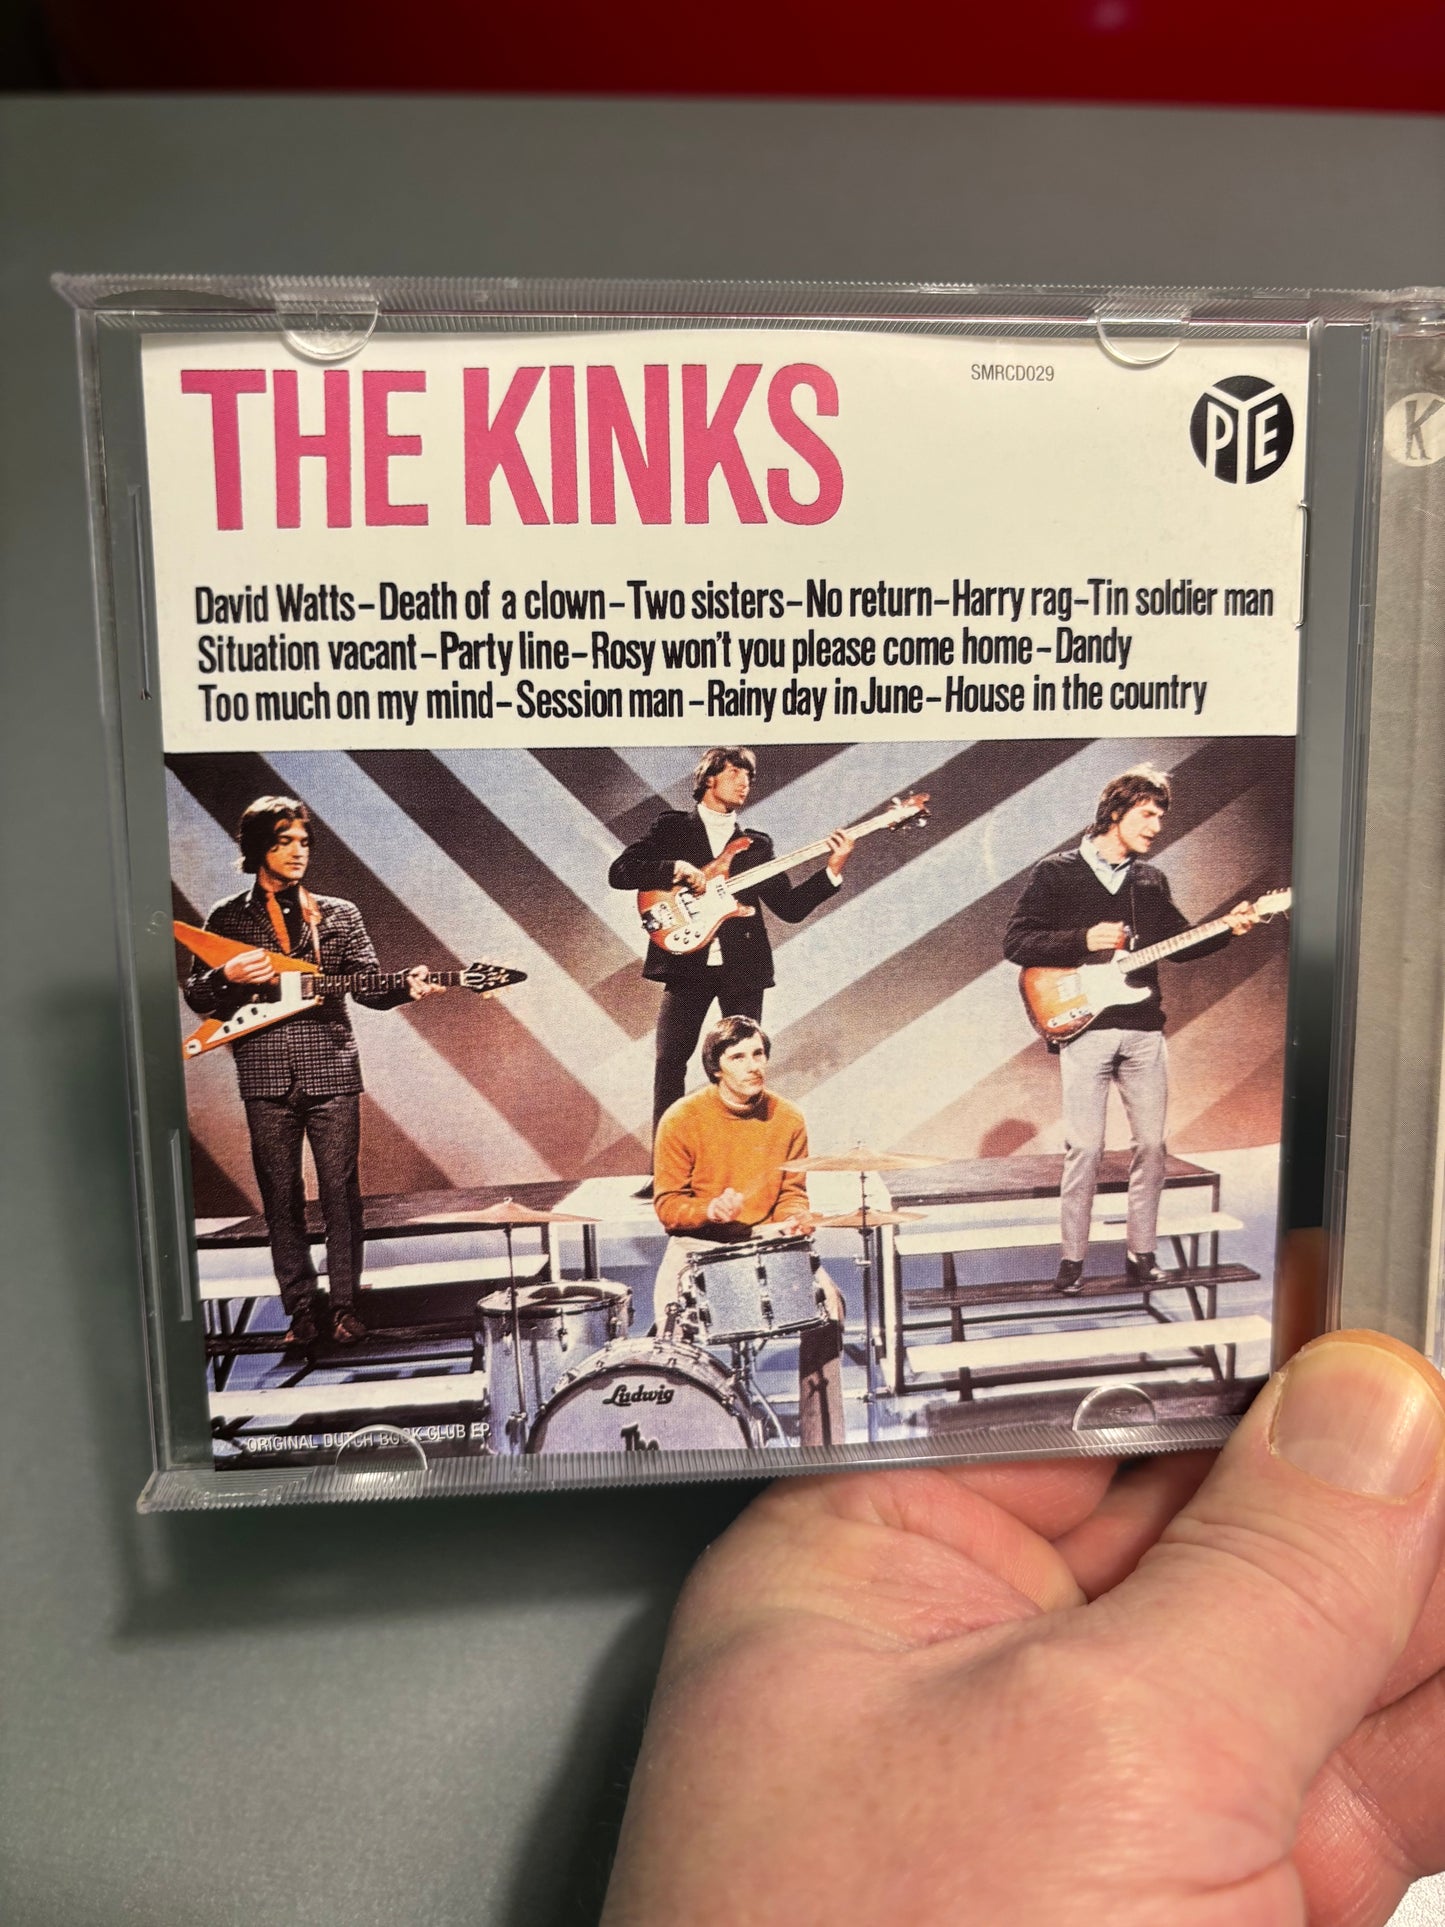 THE KINKS
SMRCD029
PYE
K
David Watts–Death of a clown–Two sisters–No return–Harry rag–Tin soldier man
Situation vacant–Party line–Rosy won't you please come home–Dandy
Too much on my mind–Session man–Rainy day in June–House in the country
Ludwig
The
ORIGINAL DUTCH BOOK CLUB EP.